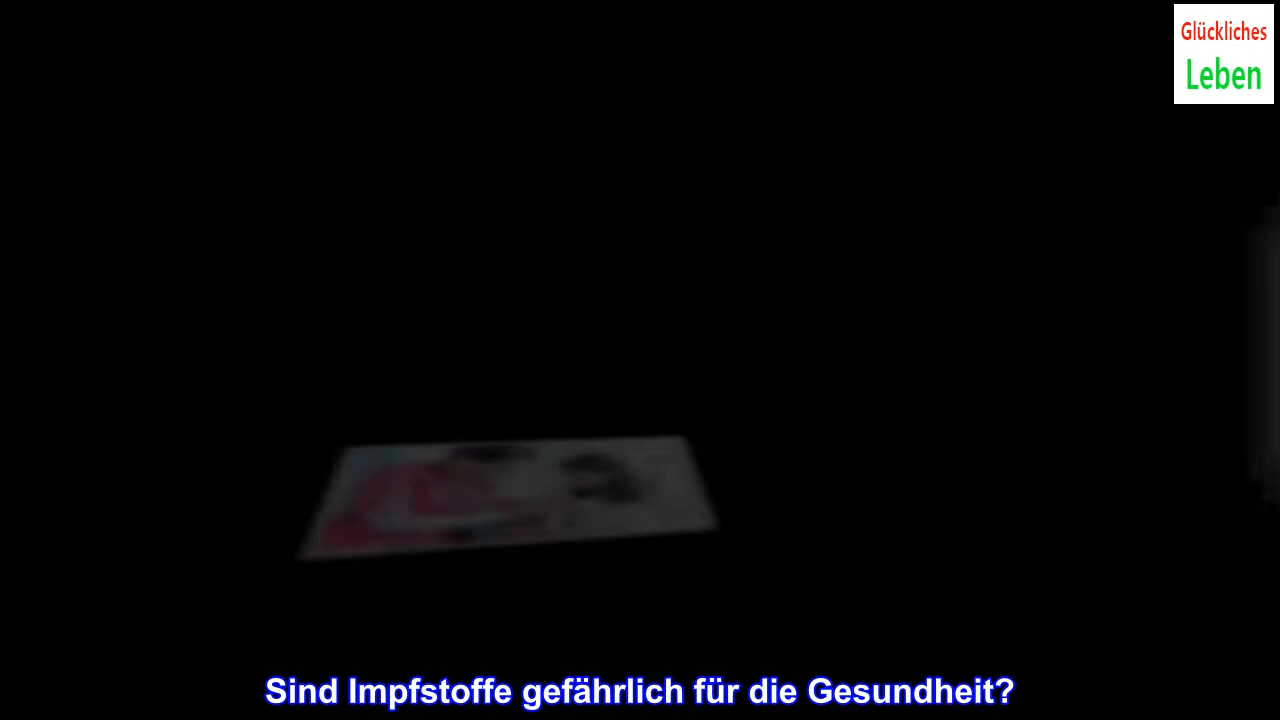 Glückliches
Leben
Sind Impfstoffe gefährlich für die Gesundheit?